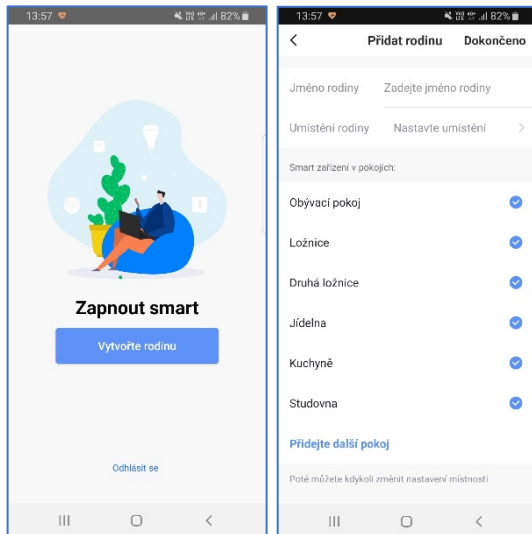 13:57
82%
Zapnout smart
Vytvořte rodinu
Odhlásit se
13:57
82%
Přidat rodinu Dokončeno
Jméno rodiny Zadejte jméno rodiny
Umístění rodiny Nastavte umístění
Smart zařízení v pokojích:
Obývací pokoj
Ložnice
Druhá ložnice
Jídelna
Kuchyně
Studovna
Přidejte další pokoj
Poté můžete kdykoli změnit nastavení místnosti